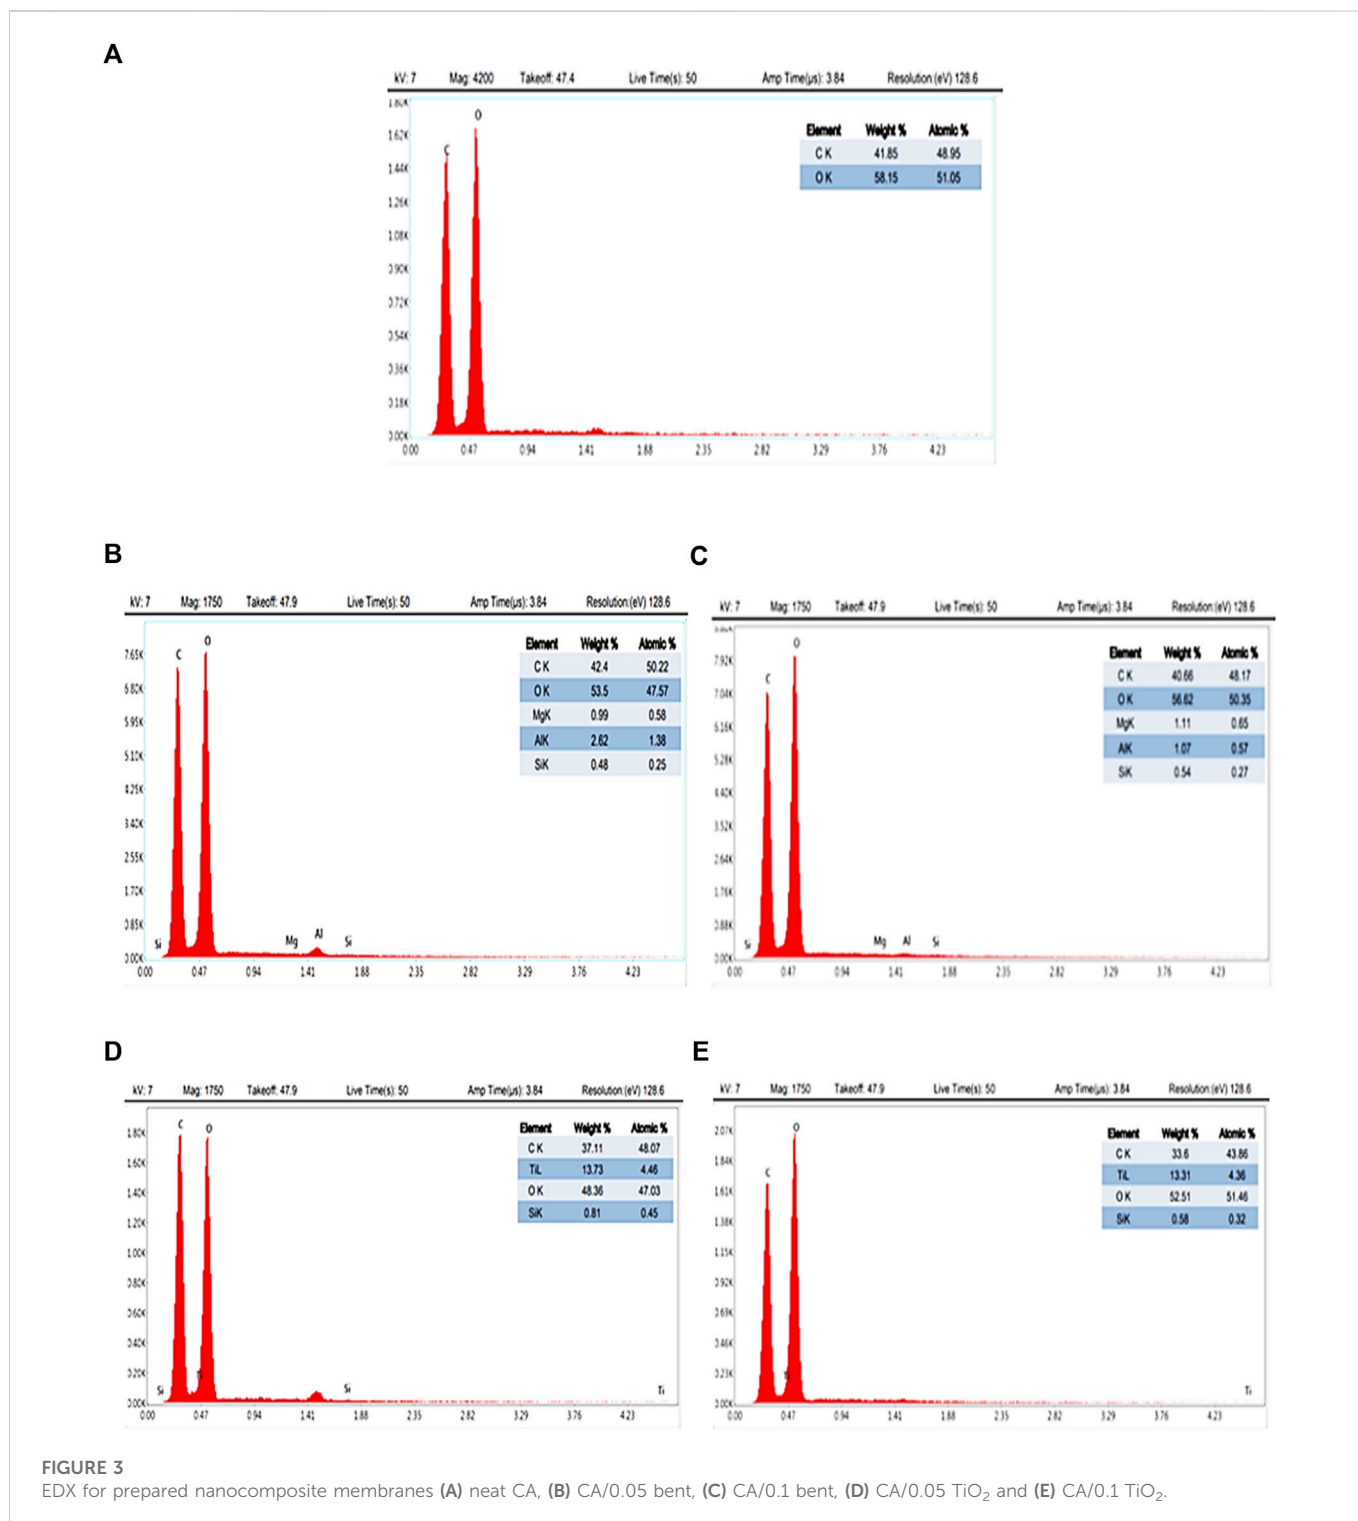 A
kV: 7 Mag: 4200 Takeoff: 47.4 Live Time(s): 50 Amp Time(µs): 3.84 Resolution:(eV) 128.6
1.80K
1.62K
1.44K
1.26K
1.08K
0.90K
0.72K
0.54K
0.36K
0.18K
0.00K
C
O
Element Weight % Atomic %
C K 41.85 48.95
O K 58.15 51.05
0.00 0.47 0.94 1.41 1.88 2.35 2.82 3.29 3.76 4.23
B
kV: 7 Mag: 1750 Takeoff: 47.9 Live Time(s): 50 Amp Time(µs): 3.84 Resolution:(eV) 128.6
7.65K
6.80K
5.95K
5.10K
4.25K
3.40K
2.55K
1.70K
0.85K
0.00K
Si C O Mg Al Si
Element Weight % Atomic %
C K 42.4 50.22
O K 53.5 47.57
MgK 0.99 0.58
AlK 2.62 1.38
SiK 0.48 0.25
0.00 0.47 0.94 1.41 1.88 2.35 2.82 3.29 3.76 4.23
C
kV: 7 Mag: 1750 Takeoff: 47.9 Live Time(s): 50 Amp Time(µs): 3.84 Resolution:(eV) 128.6
7.92K
7.04K
6.16K
5.28K
4.40K
3.52K
2.64K
1.76K
0.88K
0.00K
Si C O Mg Al Si
Element Weight % Atomic %
C K 40.66 48.17
O K 56.62 50.35
MgK 1.11 0.65
AlK 1.07 0.57
SiK 0.54 0.27
0.00 0.47 0.94 1.41 1.88 2.35 2.82 3.29 3.76 4.23
D
kV: 7 Mag: 1750 Takeoff: 47.9 Live Time(s): 50 Amp Time(µs): 3.84 Resolution:(eV) 128.6
1.80K
1.60K
1.40K
1.20K
1.00K
0.80K
0.60K
0.40K
0.20K
0.00K
Si C Ti O Si Ti
Element Weight % Atomic %
C K 37.11 48.07
TiL 13.73 4.46
O K 48.36 47.03
SiK 0.81 0.45
0.00 0.47 0.94 1.41 1.88 2.35 2.82 3.29 3.76 4.23
E
kV: 7 Mag: 1750 Takeoff: 47.9 Live Time(s): 50 Amp Time(µs): 3.84 Resolution:(eV) 128.6
2.07K
1.84K
1.61K
1.38K
1.15K
0.92K
0.69K
0.46K
0.23K
0.00K
C Ti O Ti
Element Weight % Atomic %
C K 33.6 43.86
TiL 13.31 4.36
O K 52.51 51.46
SiK 0.58 0.32
0.00 0.47 0.94 1.41 1.88 2.35 2.82 3.29 3.76 4.23
FIGURE 3
EDX for prepared nanocomposite membranes (A) neat CA, (B) CA/0.05 bent, (C) CA/0.1 bent, (D) CA/0.05 TiO₂ and (E) CA/0.1 TiO₂.